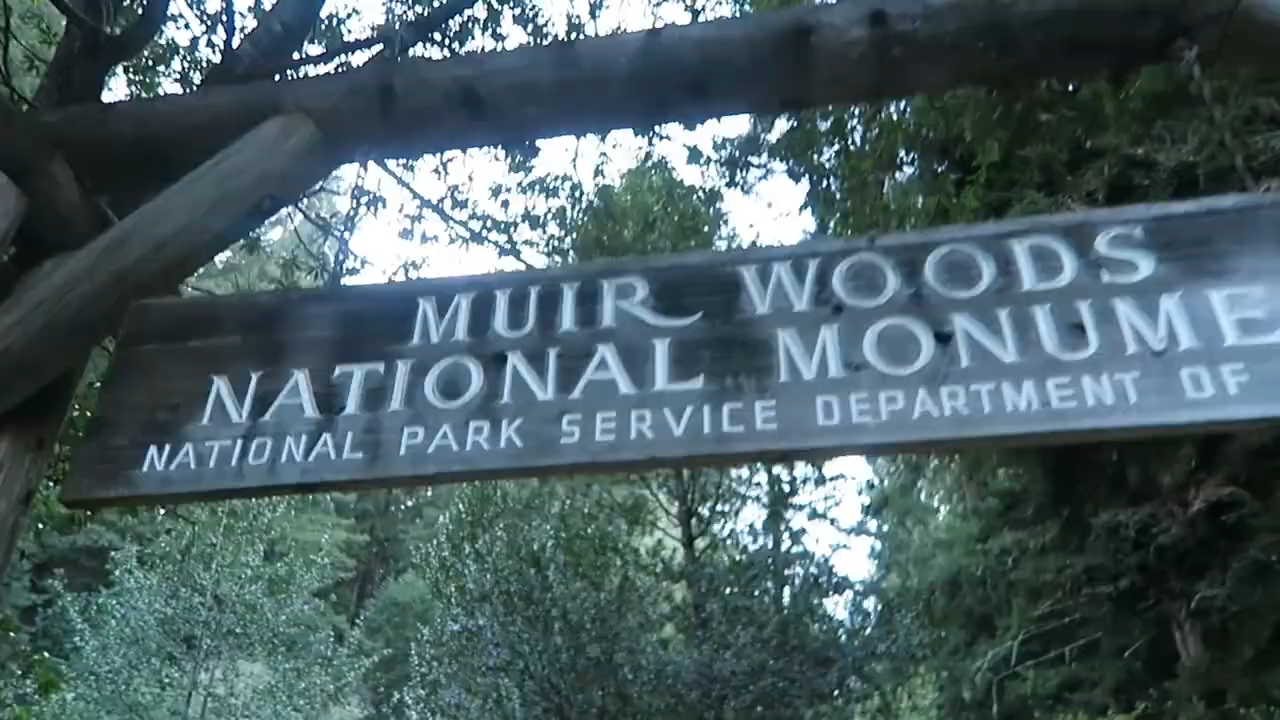 MUIR WOODS
NATIONAL MONUME
NATIONAL PARK SERVICE DEPARTMENT OF